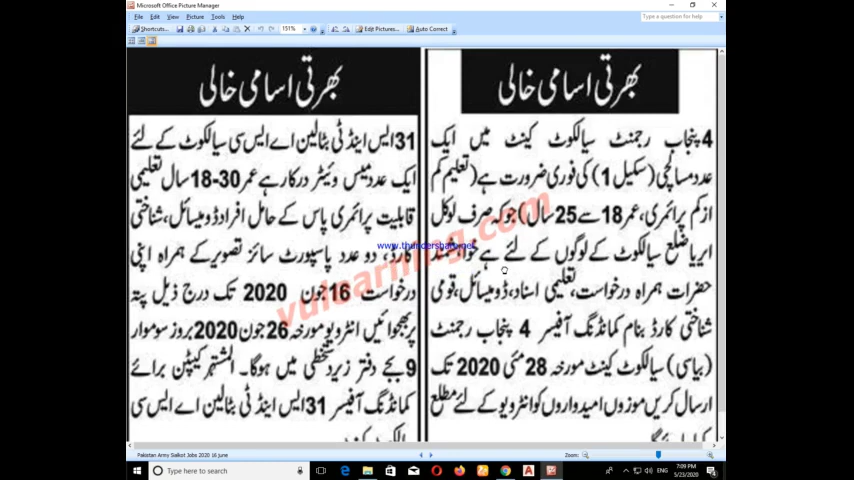 Microsoft Office Picture Manager
File Edit View Picture Tools Help
Type a question for help
Shortcuts... 151% Edit Pictures... Auto Correct
بھرتی اسامی خالی
4 پنجاب رجمنٹ سیالکوٹ کینٹ میں ایک
عدد مسالچی (سکیل 1) کی فوری ضرورت ہے (تعلیم کم
از کم پرائمری، عمر 18 سے 25 سال) جو کہ صرف لوکل
ایریا ضلع سیالکوٹ کے لوگوں کے لئے ہے خواہشمند
حضرات ہمراہ درخواست، تعلیمی اسناد، ڈومیسائل، قومی
شناختی کارڈ بنام کمانڈنگ آفیسر 4 پنجاب رجمنٹ
(بیاسی) سیالکوٹ کینٹ مورخہ 28 مئی 2020 تک
ارسال کریں موزوں امیدواروں کو انٹرویو کے لئے مطلع
بھرتی اسامی خالی
31 ایس اینڈ ٹی بٹالین اے ایس سی سیالکوٹ کے لئے
ایک عدد میس ویٹر درکار ہے عمر 30-18 سال تعلیمی
قابلیت پرائمری پاس کے حامل افراد ڈومیسائل، شناختی
کارڈ، دو عدد پاسپورٹ سائز تصویر کے ہمراہ اپنی
درخواست 16 جون 2020 تک درج ذیل پتہ
پر بھجوائیں انٹرویو مورخہ 26 جون 2020 بروز سوموار
9 بجے دفتر زیر دستخطی میں ہوگا۔ المشتہر کیپٹن برائے
کمانڈنگ آفیسر 31 ایس اینڈ ٹی بٹالین اے ایس سی
www.thundershare.net
vulearning.com
Pakistan Army Sialkot Jobs 2020 16 june
Zoom:
Type here to search
ENG
7:09 PM
5/23/2020